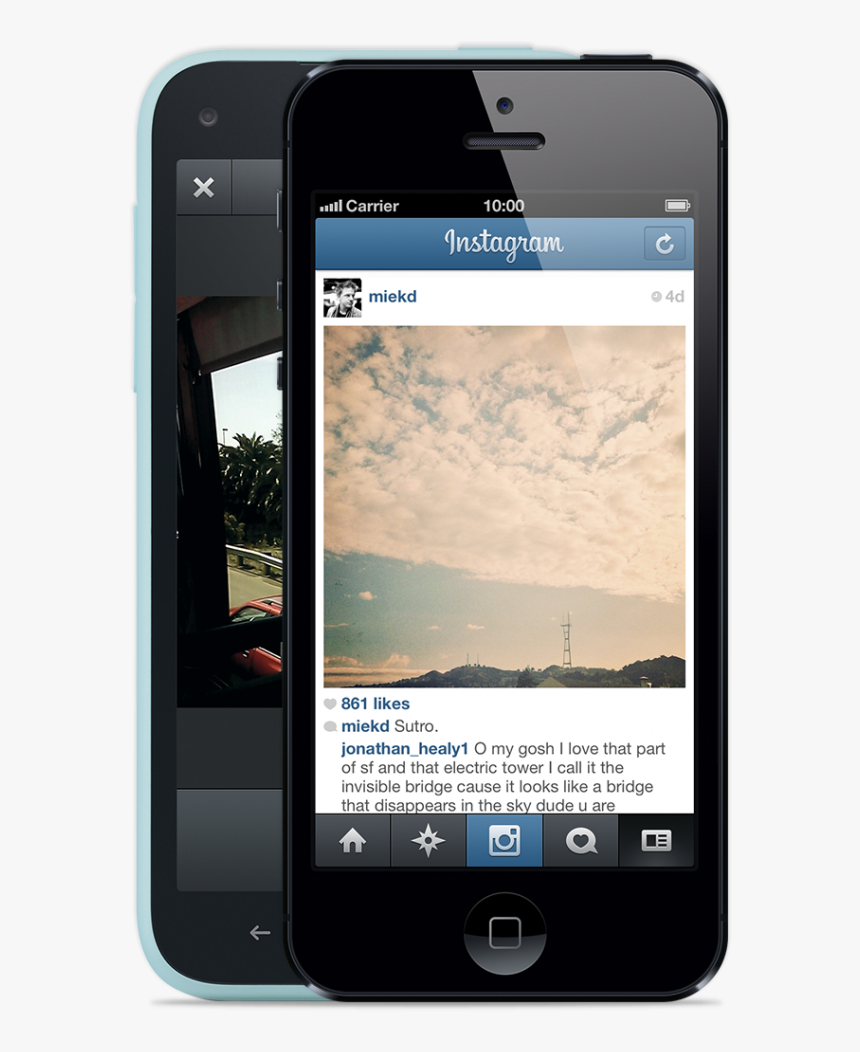 Carrier 10:00
Instagram
miekd 4d
861 likes
miekd Sutro.
jonathan_healy1 O my gosh I love that part
of sf and that electric tower I call it the
invisible bridge cause it looks like a bridge
that disappears in the sky dude u are